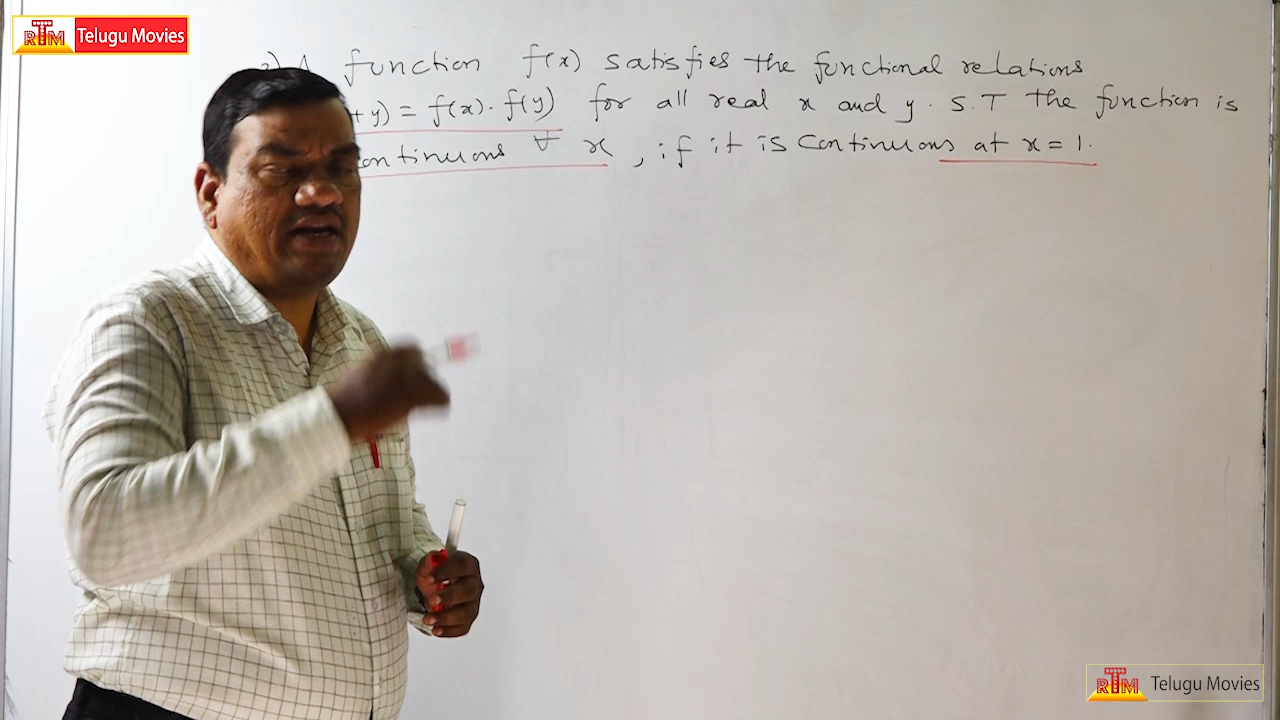 RTM Telugu Movies
function f(x) satisfies the functional relations
+ y) = f(x). f(y) for all real x and y. S.T the function is
continuous ∀ x, if it is continuous at x = 1.
RTM Telugu Movies